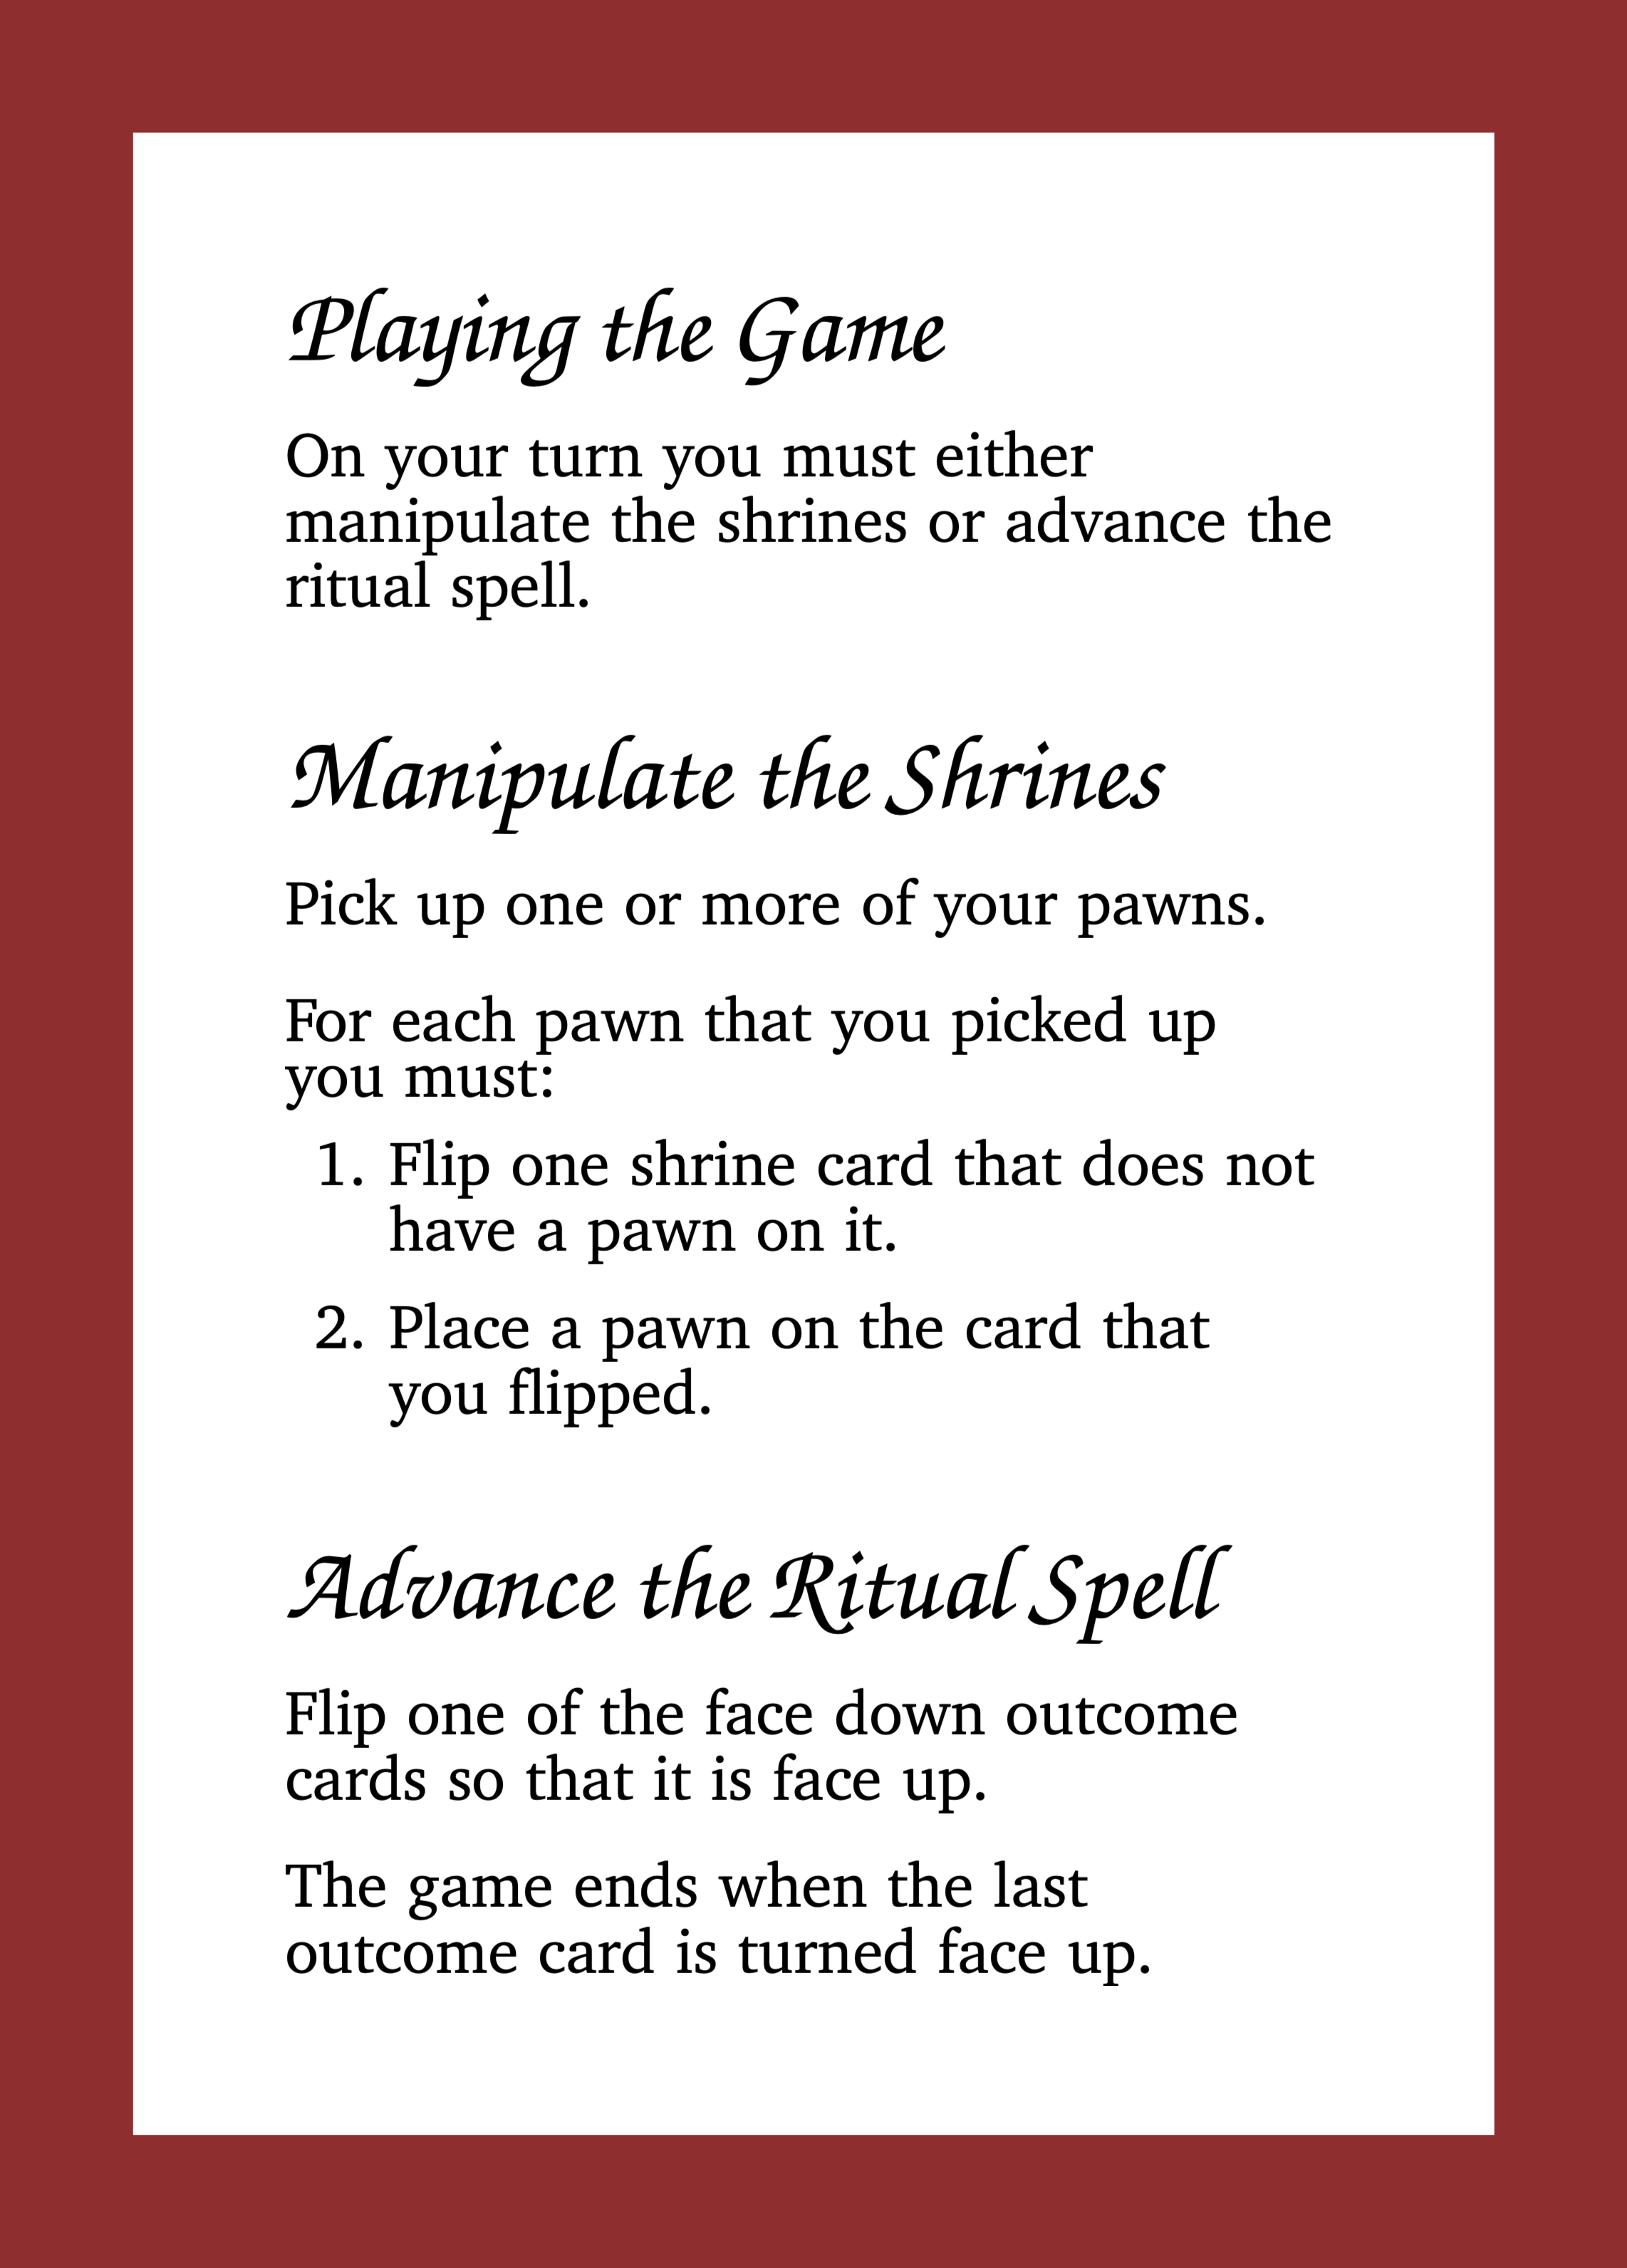 Playing the Game
On your turn you must either
manipulate the shrines or advance the
ritual spell.
Manipulate the Shrines
Pick up one or more of your pawns.
For each pawn that you picked up
you must:
1. Flip one shrine card that does not
have a pawn on it.
2. Place a pawn on the card that
you flipped.
Advance the Ritual Spell
Flip one of the face down outcome
cards so that it is face up.
The game ends when the last
outcome card is turned face up.